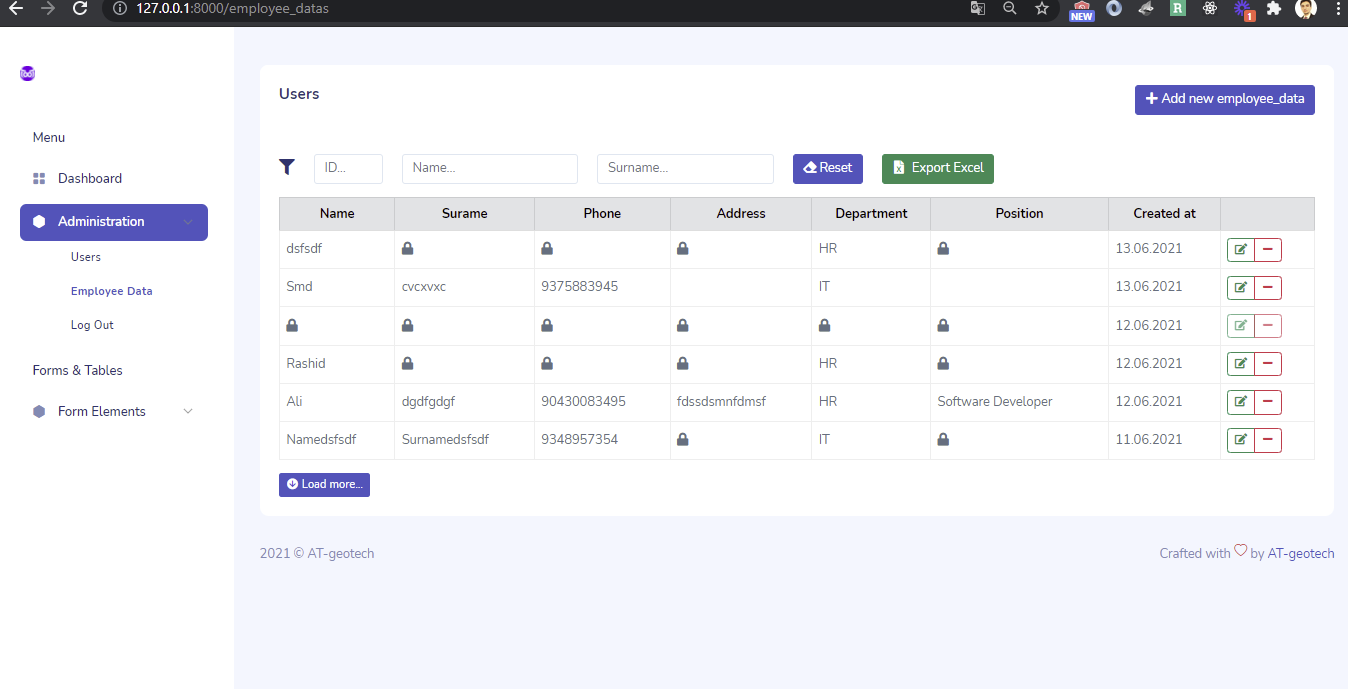 127.0.0.1:8000/employee_datas
NEW
R
1
Menu
Dashboard
Administration
Users
Employee Data
Log Out
Forms & Tables
Form Elements
Users
Add new employee_data
ID...
Name...
Surname...
Reset
Export Excel
Name Surame Phone Address Department Position Created at
dsfsdf HR 13.06.2021
Smd cvcxvxc 9375883945 IT 13.06.2021
12.06.2021
Rashid HR 12.06.2021
Ali dgdfgdgf 90430083495 fdssdsmnfdmsf HR Software Developer 12.06.2021
Namedsfsdf Surnamedsfsdf 9348957354 IT 11.06.2021
Load more...
2021 © AT-geotech
Crafted with by AT-geotech